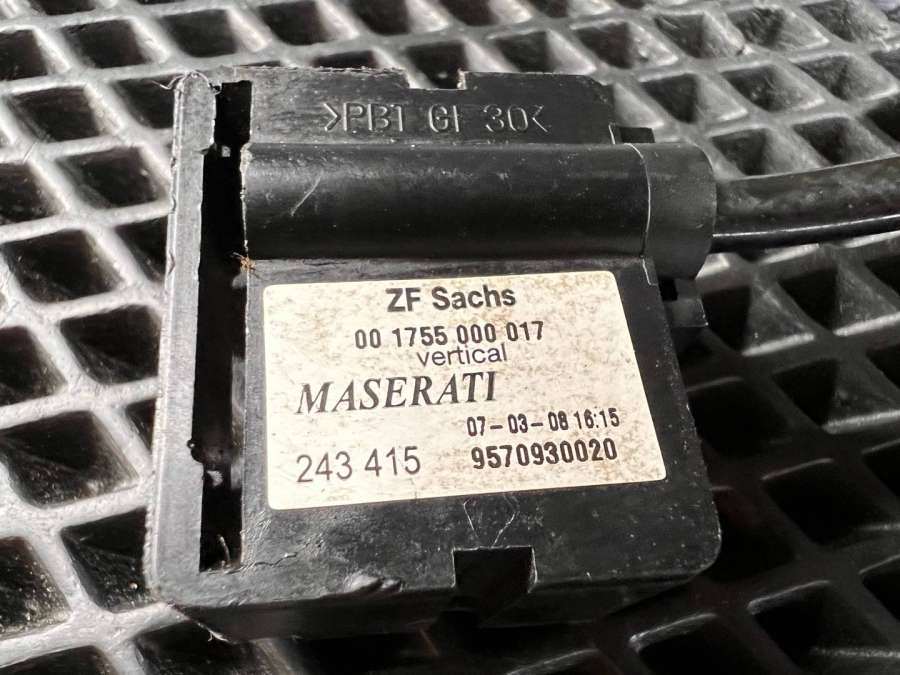 >PBT GF 30<
ZF Sachs
00 1755 000 017
vertical
MASERATI
07-03-08 16:15
243 415 9570930020